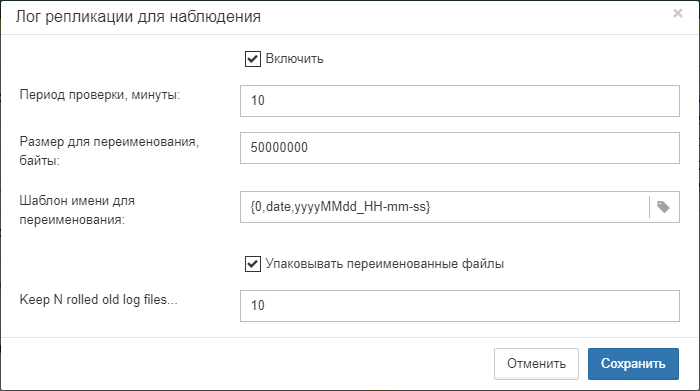 Лог репликации для наблюдения
×
Включить
Период проверки, минуты:
10
Размер для переименования,
байты:
50000000
Шаблон имени для
переименования:
{0,date,yyyyMMdd_HH-mm-ss}
Упаковывать переименованные файлы
Keep N rolled old log files...
10
Отменить
Сохранить